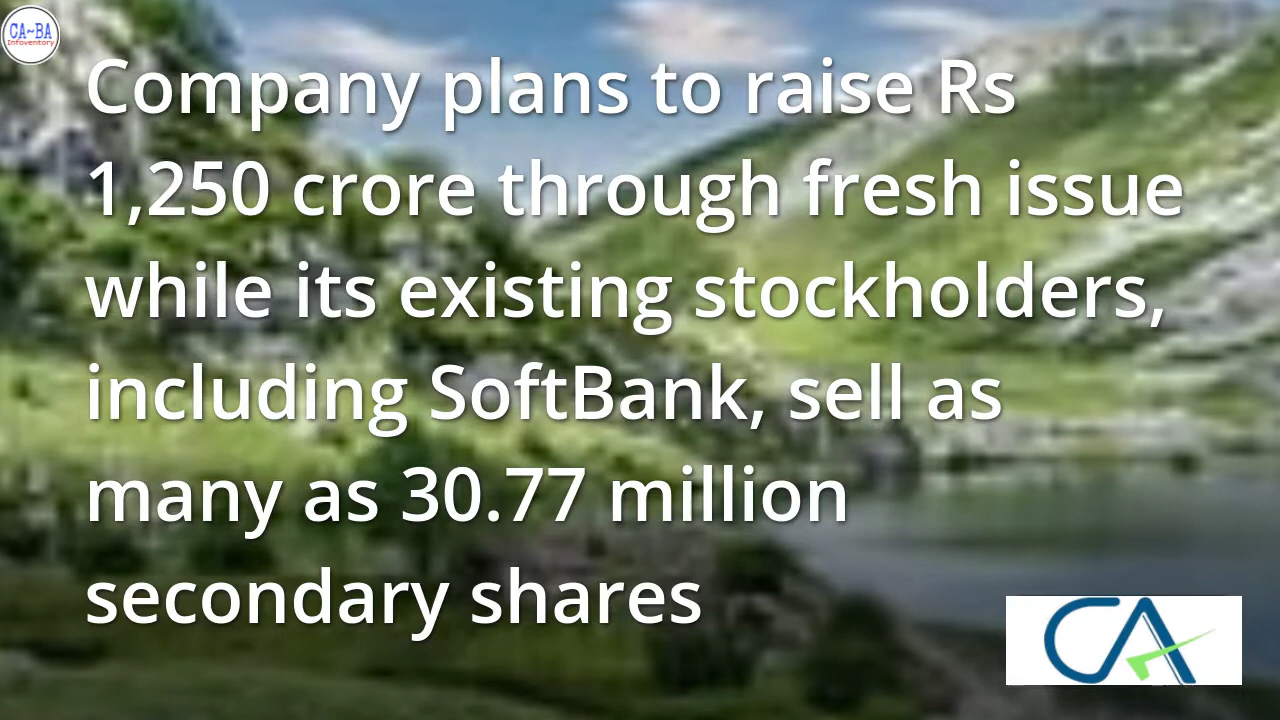 CA~BA
Infoventory
Company plans to raise Rs
1,250 crore through fresh issue
while its existing stockholders,
including SoftBank, sell as
many as 30.77 million
secondary shares
CA